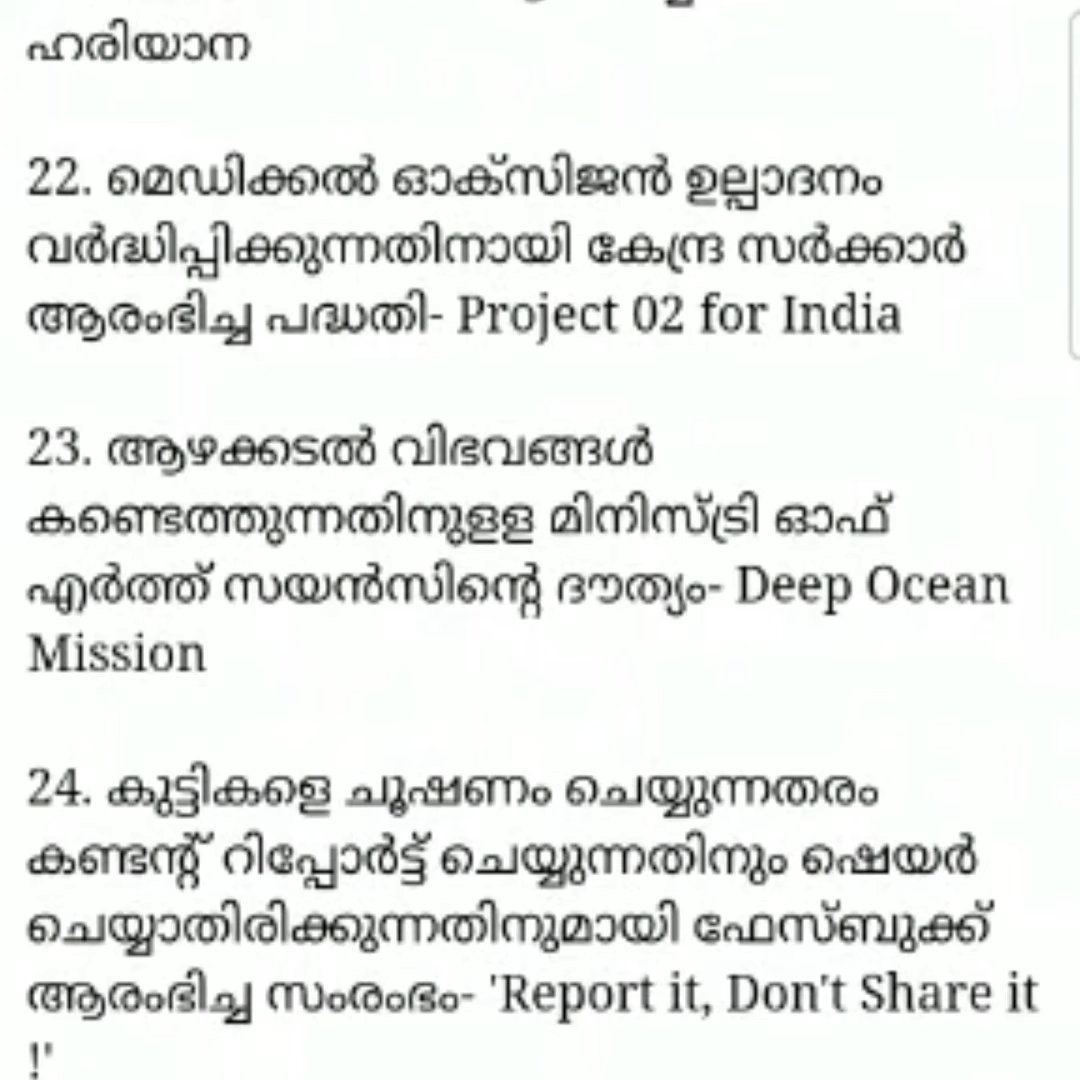 ഹരിയാന
22. മെഡിക്കൽ ഓക്സിജൻ ഉല്പാദനം
വർദ്ധിപ്പിക്കുന്നതിനായി കേന്ദ്ര സർക്കാർ
ആരംഭിച്ച പദ്ധതി- Project 02 for India
23. ആഴക്കടൽ വിഭവങ്ങൾ
കണ്ടെത്തുന്നതിനുളള മിനിസ്ട്രി ഓഫ്
എർത്ത് സയൻസിന്റെ ദൗത്യം- Deep Ocean
Mission
24. കുട്ടികളെ ചൂഷണം ചെയ്യുന്നതരം
കണ്ടന്റ് റിപ്പോർട്ട് ചെയ്യുന്നതിനും ഷെയർ
ചെയ്യാതിരിക്കുന്നതിനുമായി ഫേസ്ബുക്ക്
ആരംഭിച്ച സംരംഭം- 'Report it, Don't Share it
!'